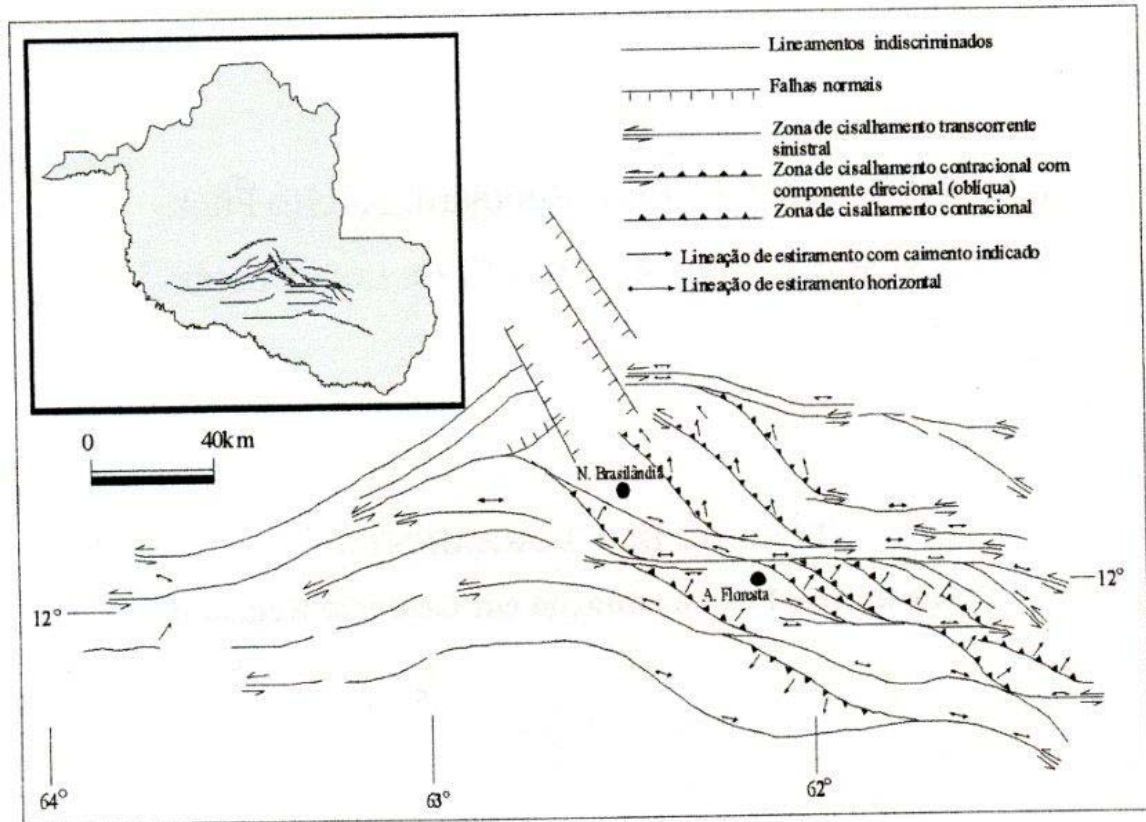 Lineamentos indiscriminados
Falhas normais
Zona de cisalhamento transcorrente
sinistral
Zona de cisalhamento contracional com
componente direcional (oblíqua)
Zona de cisalhamento contracional
Lineação de estiramento com caimento indicado
Lineação de estiramento horizontal
0 40km
N. Brasilândia
A. Floresta
12°
12°
64° 63° 62°